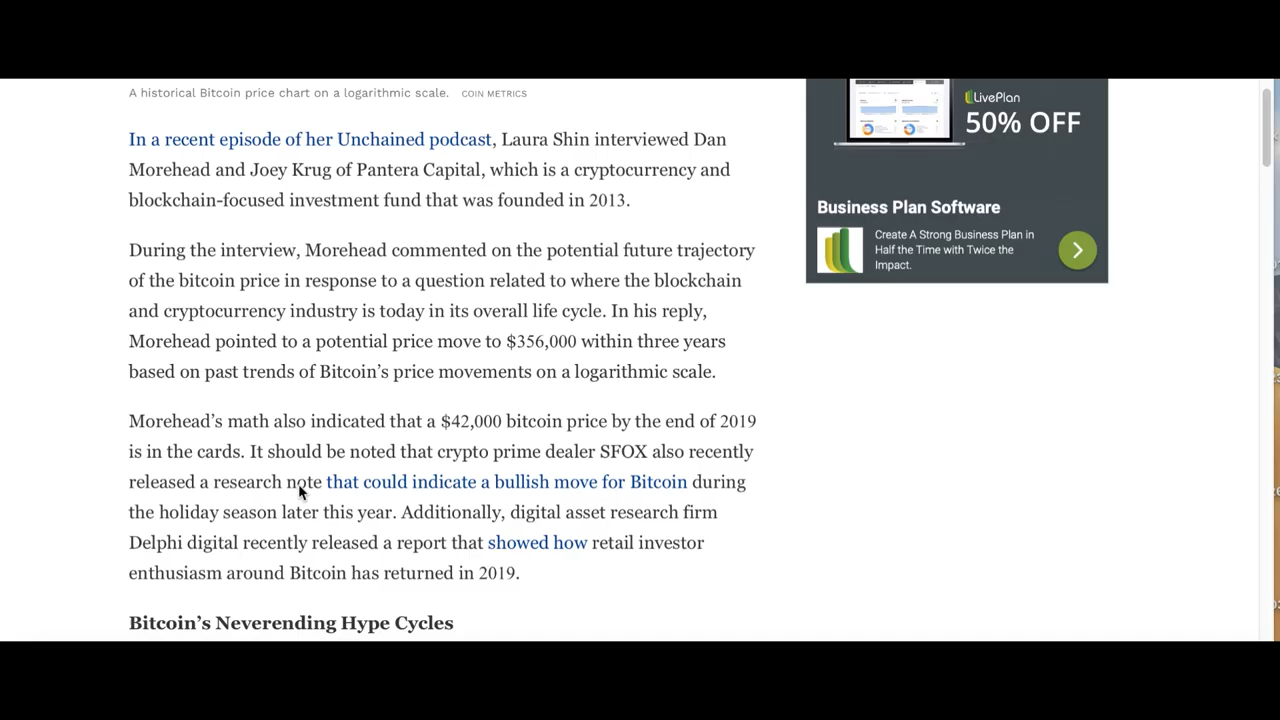 A historical Bitcoin price chart on a logarithmic scale. COIN METRICS
In a recent episode of her Unchained podcast, Laura Shin interviewed Dan
Morehead and Joey Krug of Pantera Capital, which is a cryptocurrency and
blockchain-focused investment fund that was founded in 2013.
During the interview, Morehead commented on the potential future trajectory
of the bitcoin price in response to a question related to where the blockchain
and cryptocurrency industry is today in its overall life cycle. In his reply,
Morehead pointed to a potential price move to $356,000 within three years
based on past trends of Bitcoin’s price movements on a logarithmic scale.
Morehead’s math also indicated that a $42,000 bitcoin price by the end of 2019
is in the cards. It should be noted that crypto prime dealer SFOX also recently
released a research note that could indicate a bullish move for Bitcoin during
the holiday season later this year. Additionally, digital asset research firm
Delphi digital recently released a report that showed how retail investor
enthusiasm around Bitcoin has returned in 2019.
Bitcoin’s Neverending Hype Cycles
LivePlan
50% OFF
Business Plan Software
Create A Strong Business Plan in
Half the Time with Twice the
Impact.